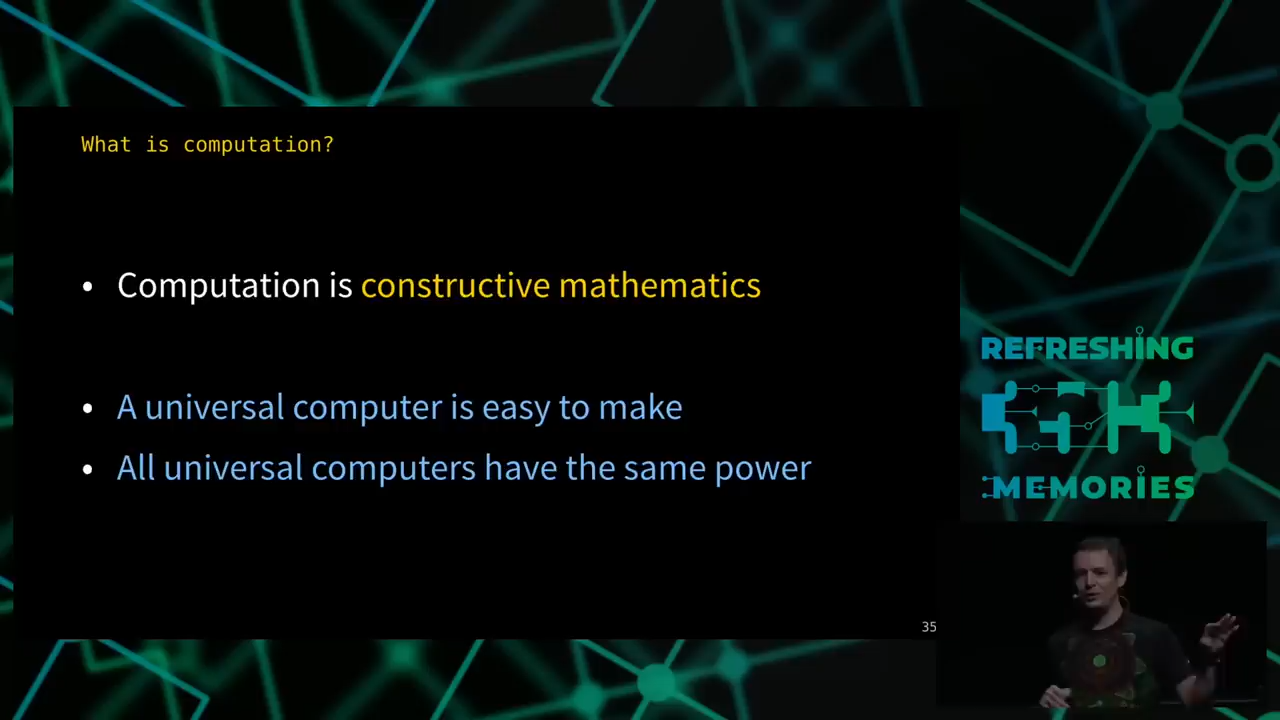 What is computation?
• Computation is constructive mathematics
• A universal computer is easy to make
• All universal computers have the same power
REFRESHING
MEMORIES
35